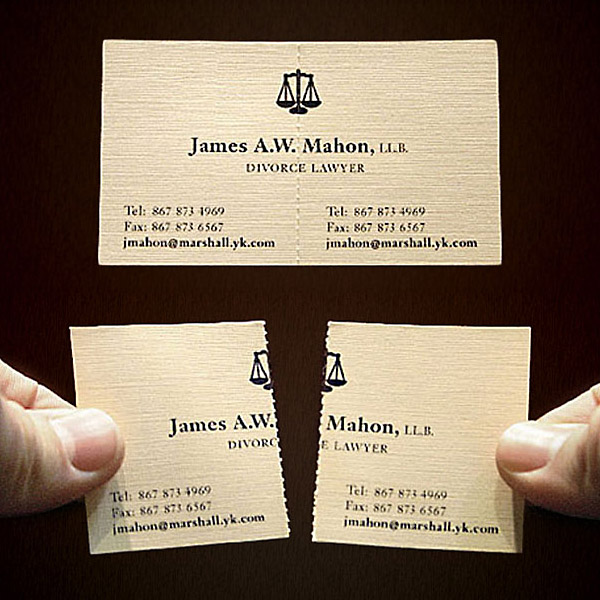 James A.W. Mahon, LL.B.
DIVORCE LAWYER
Tel: 867 873 4969
Fax: 867 873 6567
jmahon@marshall.yk.com
Tel: 867 873 4969
Fax: 867 873 6567
jmahon@marshall.yk.com
James A.W.
DIVORC
Tel: 867 873 4969
Fax: 867 873 6567
jmahon@marshall.yk.com
Mahon, LL.B.
E LAWYER
Tel: 867 873 4969
Fax: 867 873 6567
jmahon@marshall.yk.com